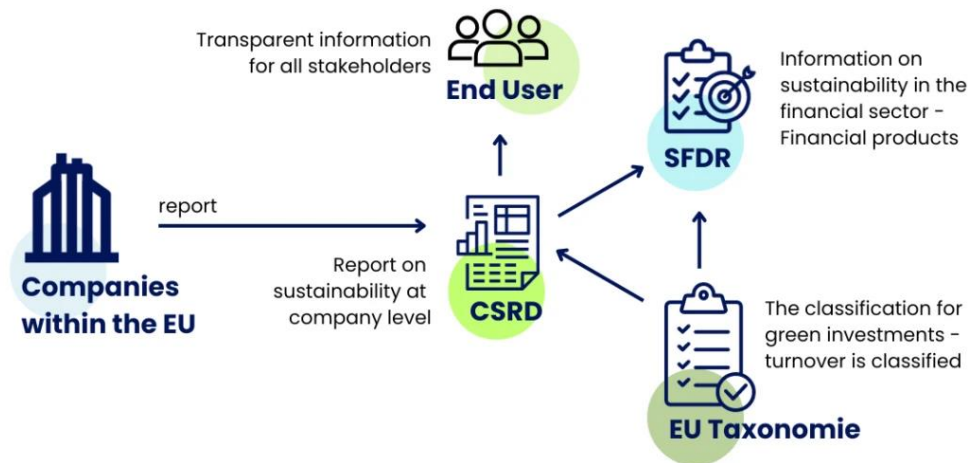 Transparent information
for all stakeholders
End User
Information on
sustainability in the
financial sector -
Financial products
SFDR
report
Companies
within the EU
Report on
sustainability at
company level
CSRD
The classification for
green investments -
turnover is classified
EU Taxonomie